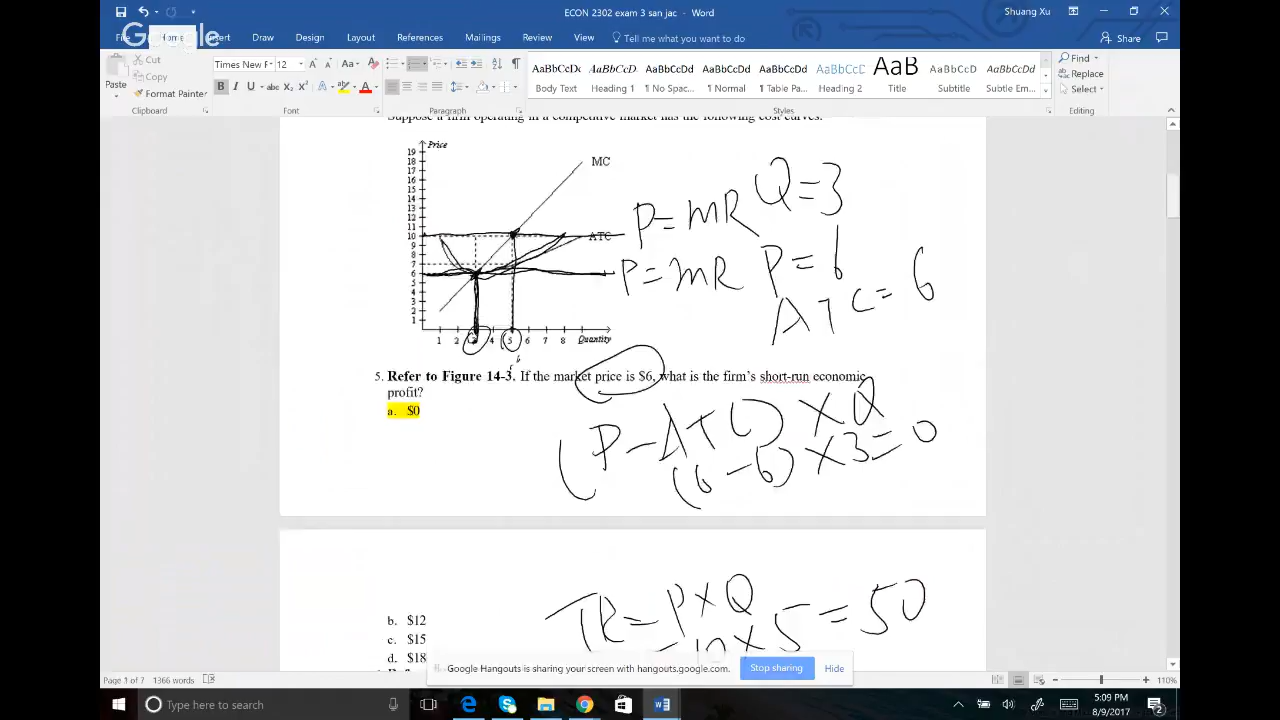 ECON 2302 exam 3 san jac - Word
Shuang Xu
Google
File Home Insert Draw Design Layout References Mailings Review View Tell me what you want to do
Share
Paste
Cut
Copy
Format Painter
Clipboard
Times New R 12
Font
Paragraph
AaBbCcDd Body Text
AaBbCcDd Heading 1
AaBbCcDd ¶ No Spac...
AaBbCcDd ¶ Normal
AaBbCcDd ¶ Table Pa...
AaBbCcDd Heading 2
AaB Title
AaBbCcDd Subtitle
AaBbCcDd Subtle Em...
Styles
Find
Replace
Select
Editing
Suppose a firm operating in a competitive market has the following cost curves:
Price
19
18
17
16
15
14
13
12
11
10
9
8
7
6
5
4
3
2
1
MC
ATC
1 2 3 4 5 6 7 8 Quantity
P = MR Q = 3
P = MR P = 6
ATC = 6
5. Refer to Figure 14-3. If the market price is $6, what is the firm's short-run economic
profit?
a. $0
(P - ATC) X Q
(6 - 6) X 3 = 0
b. $12
c. $15
d. $18
TR = P X Q
= 10 X 5 = 50
Google Hangouts is sharing your screen with hangouts.google.com.
Stop sharing
Hide
Page 1 of 7 1366 words
110%
Type here to search
5:09 PM
8/9/2017